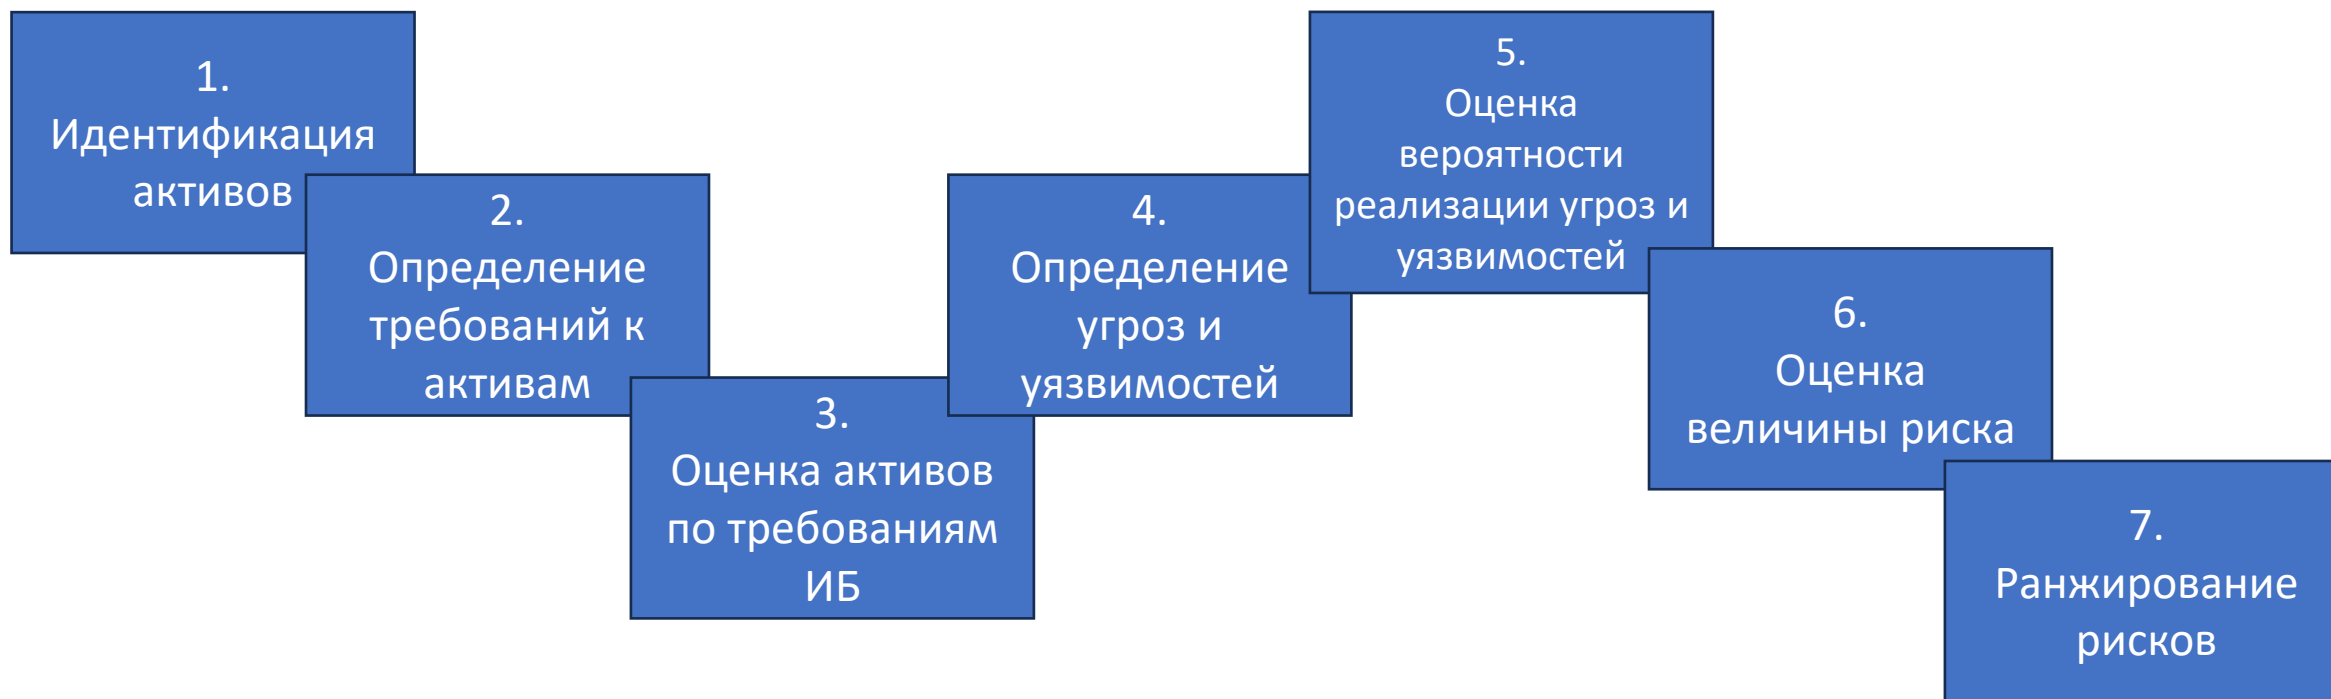 1.
Идентификация
активов
2.
Определение
требований к
активам
3.
Оценка активов
по требованиям
ИБ
4.
Определение
угроз и
уязвимостей
5.
Оценка
вероятности
реализации угроз и
уязвимостей
6.
Оценка
величины риска
7.
Ранжирование
рисков